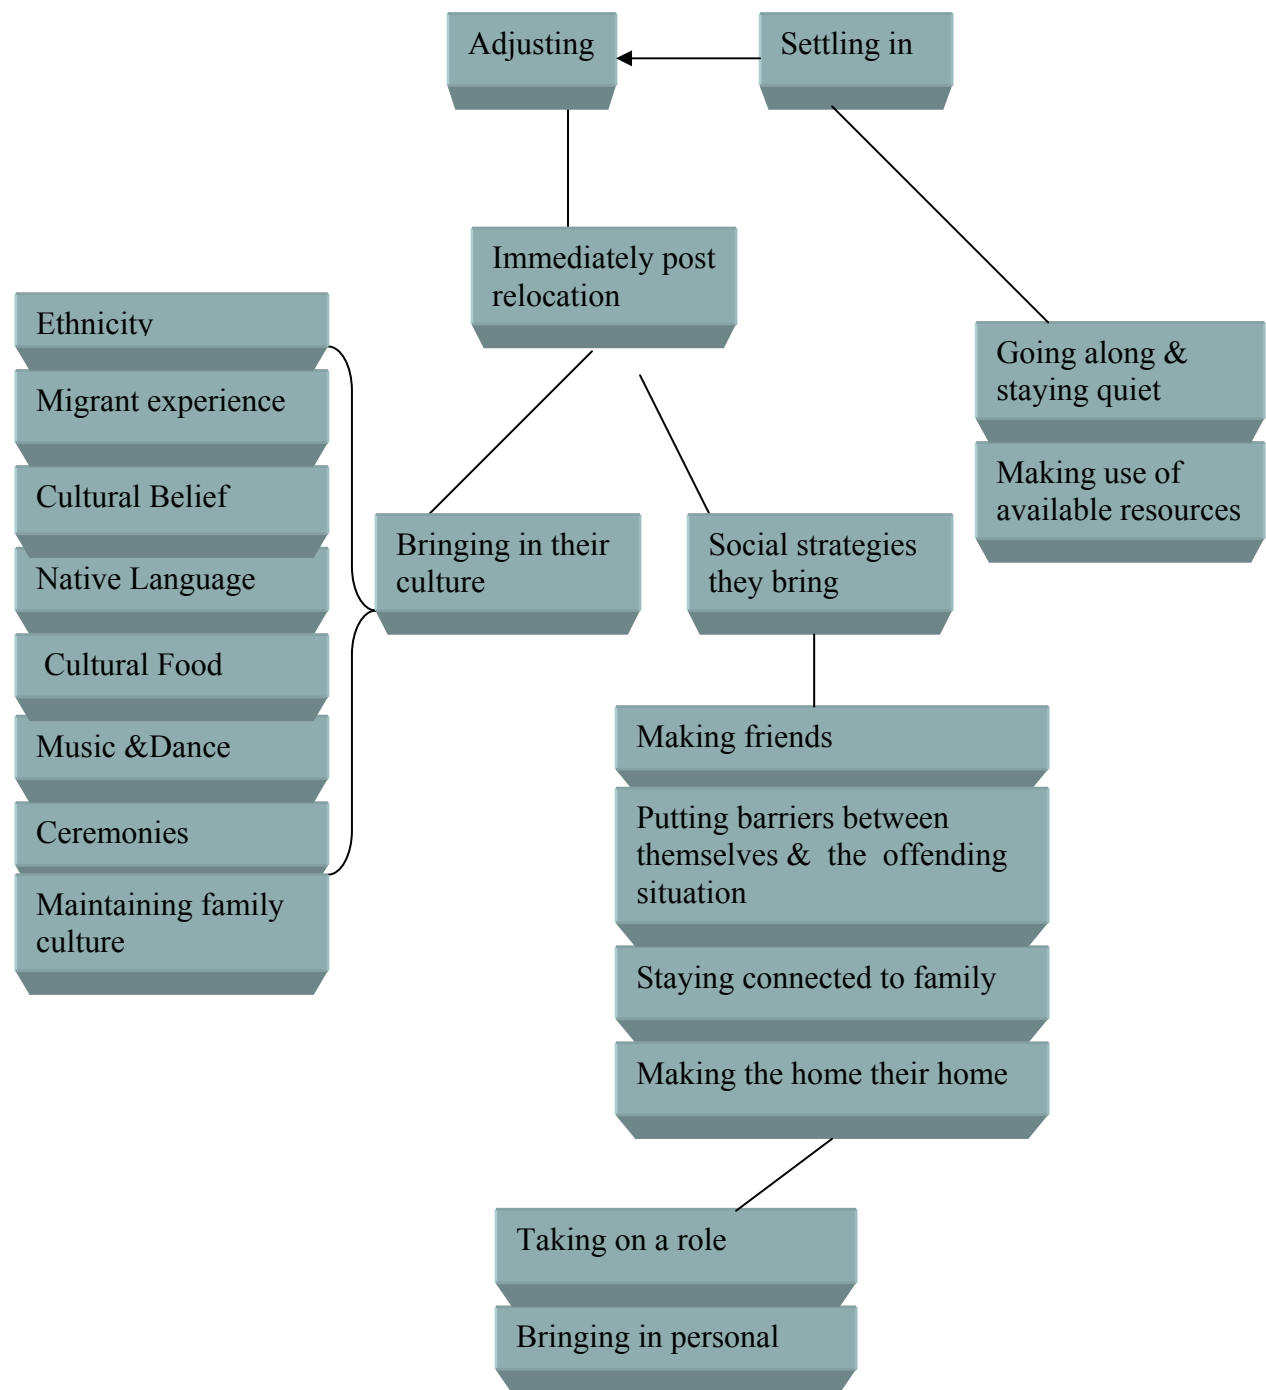 Adjusting
Settling in
Immediately post
relocation
Ethnicity
Migrant experience
Cultural Belief
Native Language
Cultural Food
Music &Dance
Ceremonies
Maintaining family
culture
Bringing in their
culture
Social strategies
they bring
Going along &
staying quiet
Making use of
available resources
Making friends
Putting barriers between
themselves & the offending
situation
Staying connected to family
Making the home their home
Taking on a role
Bringing in personal